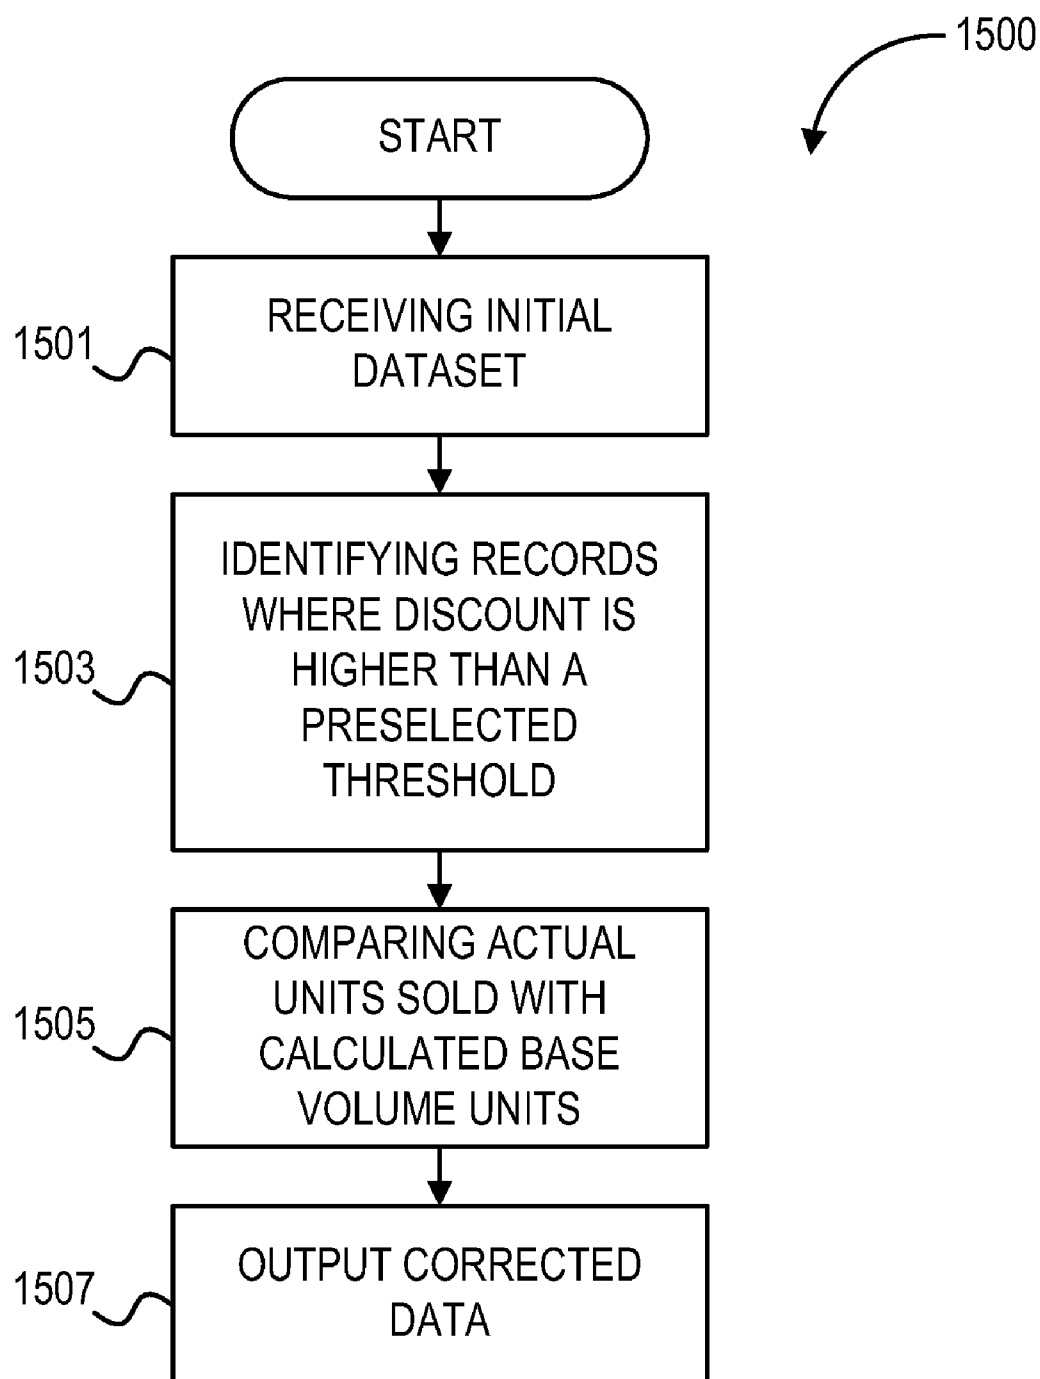 1500
START
1501
RECEIVING INITIAL
DATASET
1503
IDENTIFYING RECORDS
WHERE DISCOUNT IS
HIGHER THAN A
PRESELECTED
THRESHOLD
1505
COMPARING ACTUAL
UNITS SOLD WITH
CALCULATED BASE
VOLUME UNITS
1507
OUTPUT CORRECTED
DATA